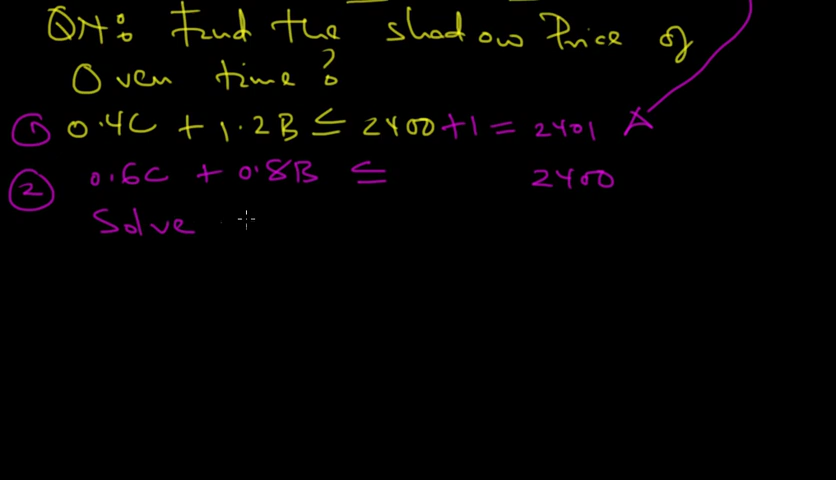 QN: Find the shadow Price of
Oven time?
① 0.4C + 1.2B ≤ 2400 +1 = 2401 A
② 0.6C + 0.8B ≤ 2400
Solve